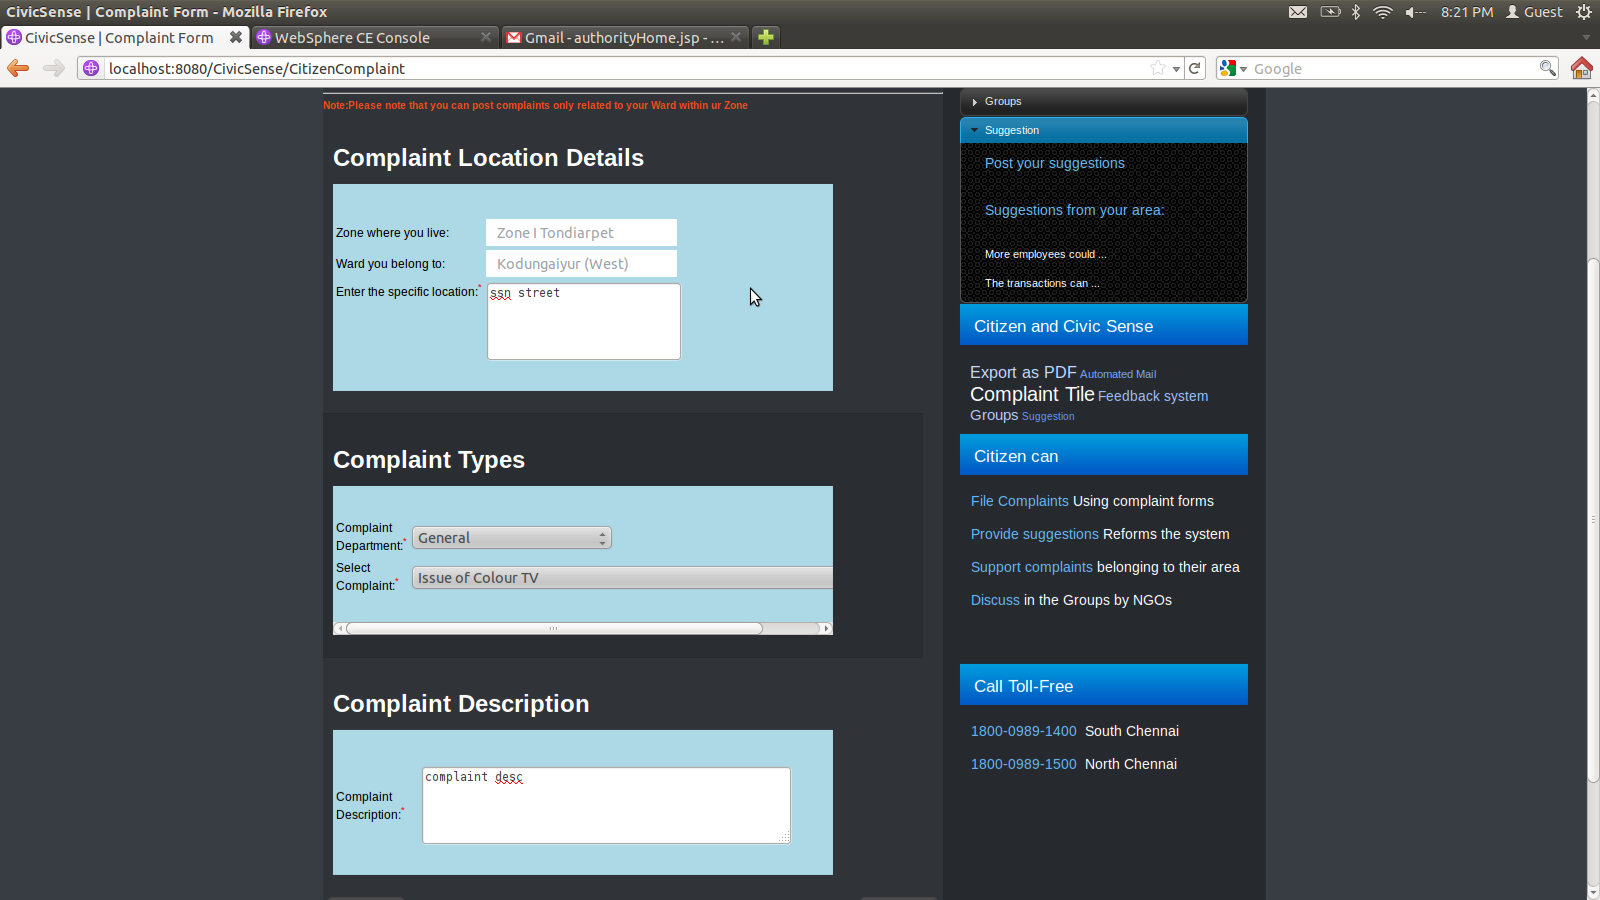 CivicSense | Complaint Form - Mozilla Firefox
8:21 PM Guest
CivicSense | Complaint Form
WebSphere CE Console
Gmail - authorityHome.jsp - ...
localhost:8080/CivicSense/CitizenComplaint
Google
Note:Please note that you can post complaints only related to your Ward within ur Zone
Complaint Location Details
Zone where you live: Zone I Tondiarpet
Ward you belong to: Kodungaiyur (West)
Enter the specific location:* ssn street
Complaint Types
Complaint
Department:* General
Select
Complaint:* Issue of Colour TV
Complaint Description
complaint desc
Complaint
Description:*
Groups
Suggestion
Post your suggestions
Suggestions from your area:
More employees could ...
The transactions can ...
Citizen and Civic Sense
Export as PDF Automated Mail
Complaint Tile Feedback system
Groups Suggestion
Citizen can
File Complaints Using complaint forms
Provide suggestions Reforms the system
Support complaints belonging to their area
Discuss in the Groups by NGOs
Call Toll-Free
1800-0989-1400 South Chennai
1800-0989-1500 North Chennai